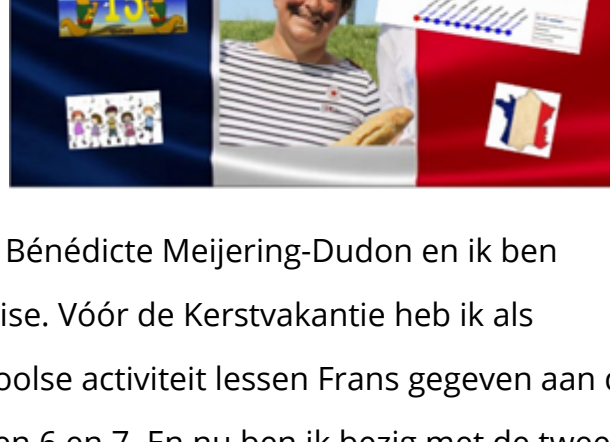 13
Bénédicte Meijering-Dudon en ik ben
ise. Vóór de Kerstvakantie heb ik als
oolse activiteit lessen Frans gegeven aan
en 6 en 7. En nu ben ik bezig met de twee